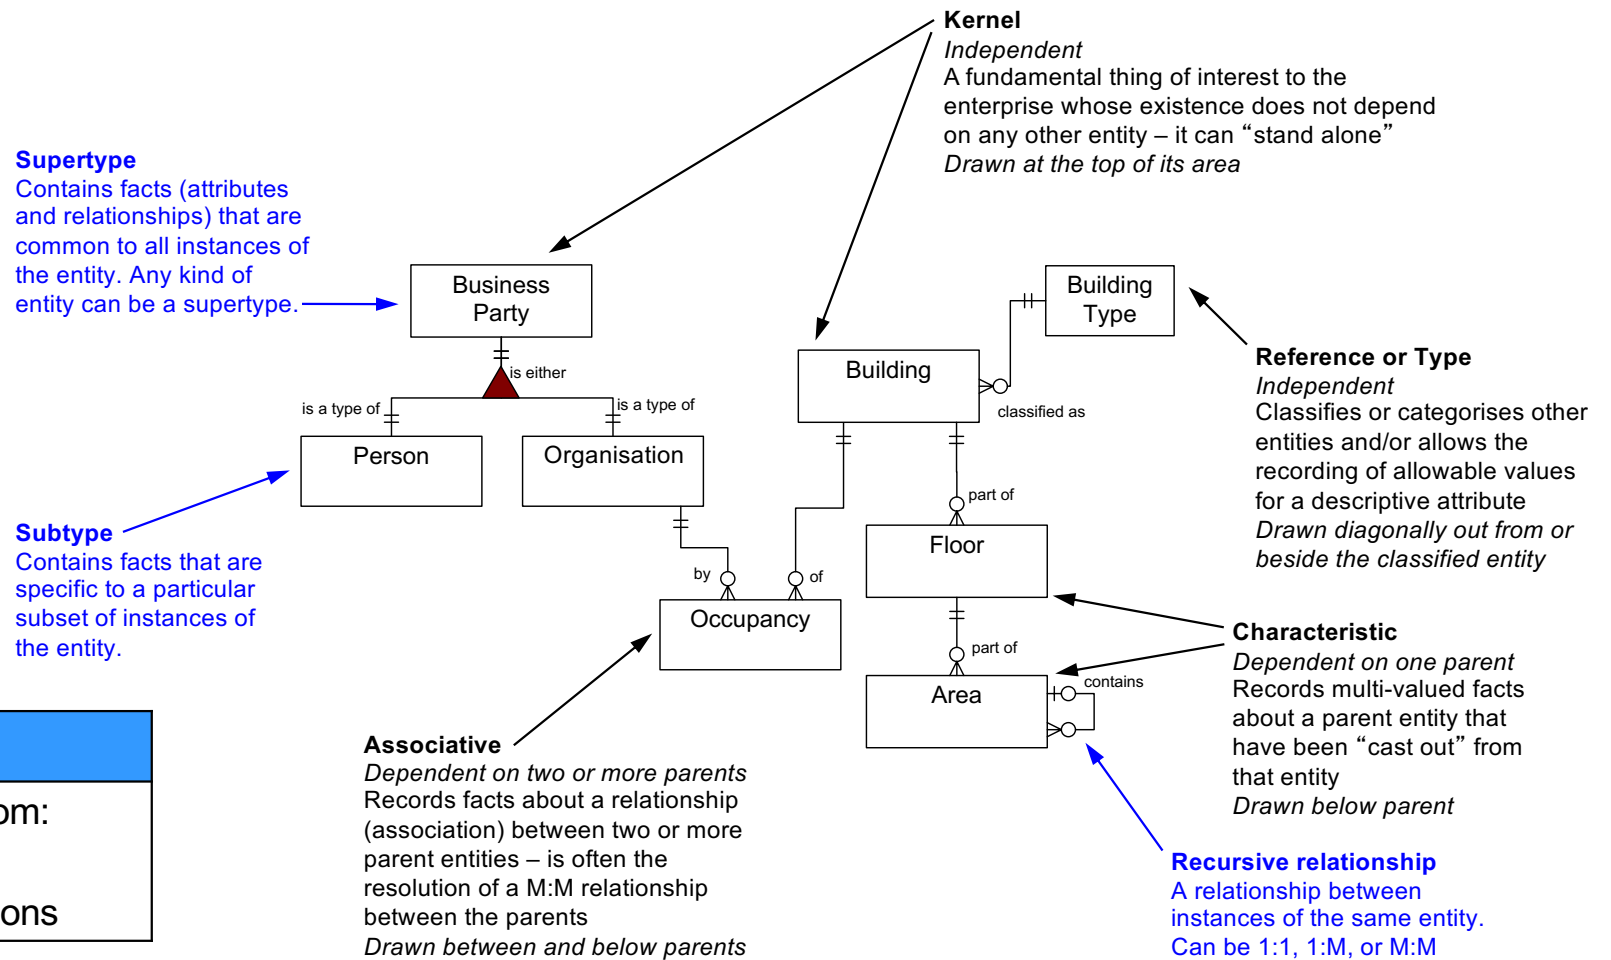 Kernel
Independent
A fundamental thing of interest to the
enterprise whose existence does not depend
on any other entity – it can “stand alone”
Drawn at the top of its area
Supertype
Contains facts (attributes
and relationships) that are
common to all instances of
the entity. Any kind of
entity can be a supertype.
Business
Party
is either
is a type of
is a type of
Person
Organisation
Building
Type
Building
classified as
Reference or Type
Independent
Classifies or categorises other
entities and/or allows the
recording of allowable values
for a descriptive attribute
Drawn diagonally out from or
beside the classified entity
Subtype
Contains facts that are
specific to a particular
subset of instances of
the entity.
part of
Floor
by
of
Occupancy
part of
Area
contains
Characteristic
Dependent on one parent
Records multi-valued facts
about a parent entity that
have been “cast out” from
that entity
Drawn below parent
Associative
Dependent on two or more parents
Records facts about a relationship
(association) between two or more
parent entities – is often the
resolution of a M:M relationship
between the parents
Drawn between and below parents
Recursive relationship
A relationship between
instances of the same entity.
Can be 1:1, 1:M, or M:M
om:
ons